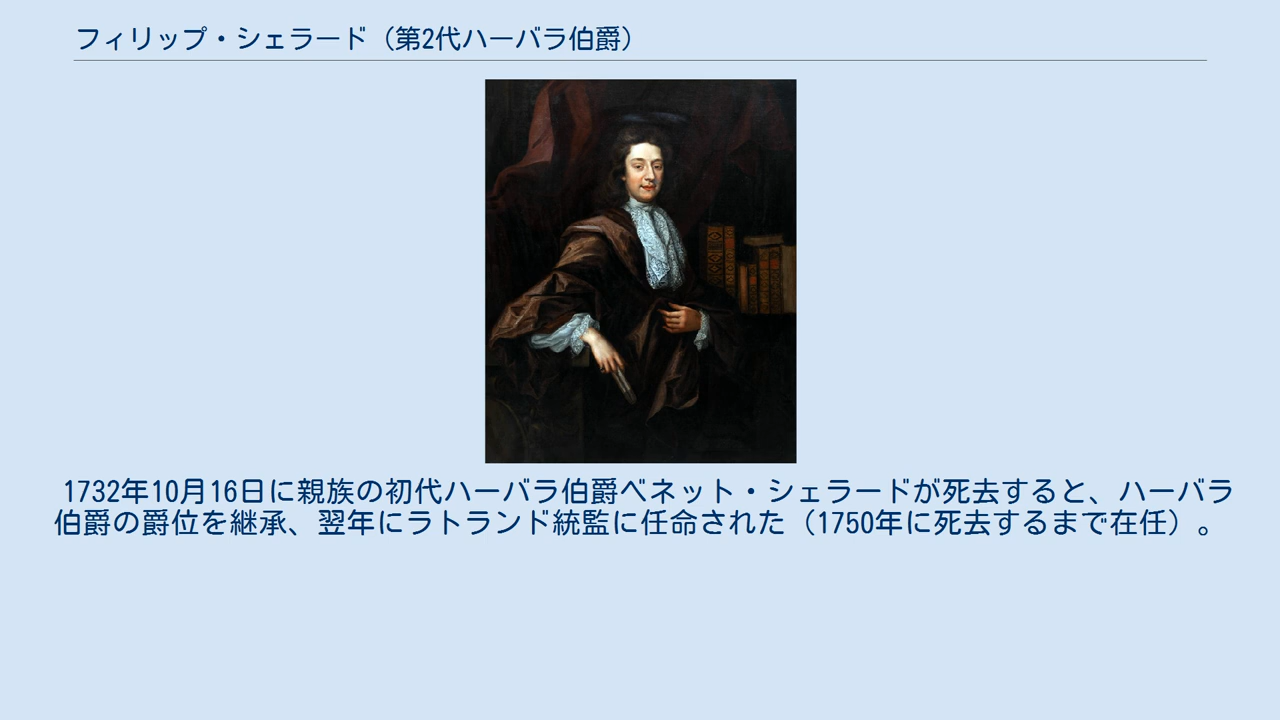 フィリップ・シェラード（第2代ハーバラ伯爵）
1732年10月16日に親族の初代ハーバラ伯爵ベネット・シェラードが死去すると、ハーバラ
伯爵の爵位を継承、翌年にラトランド統監に任命された（1750年に死去するまで在任）。